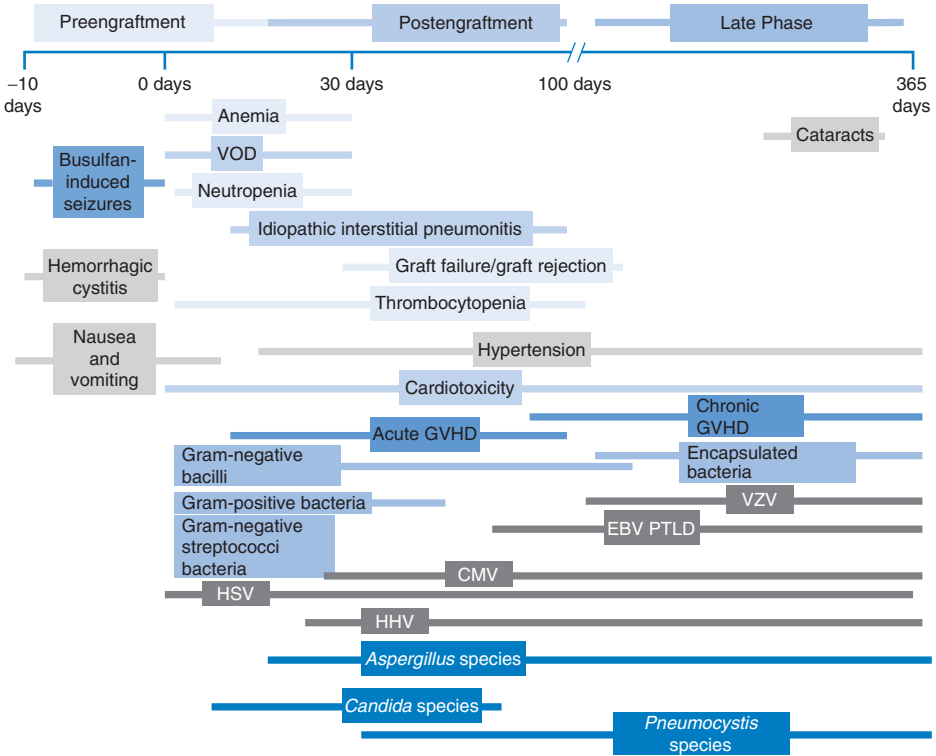 Preengraftment
Postengraftment
Late Phase
–10
days
0 days
30 days
100 days
365
days
Anemia
Cataracts
VOD
Busulfan-
induced
seizures
Neutropenia
Idiopathic interstitial pneumonitis
Hemorrhagic
cystitis
Graft failure/graft rejection
Thrombocytopenia
Nausea
and
vomiting
Hypertension
Cardiotoxicity
Chronic
GVHD
Acute GVHD
Gram-negative
bacilli
Encapsulated
bacteria
Gram-positive bacteria
VZV
Gram-negative
streptococci
bacteria
EBV PTLD
CMV
HSV
HHV
Aspergillus species
Candida species
Pneumocystis
species